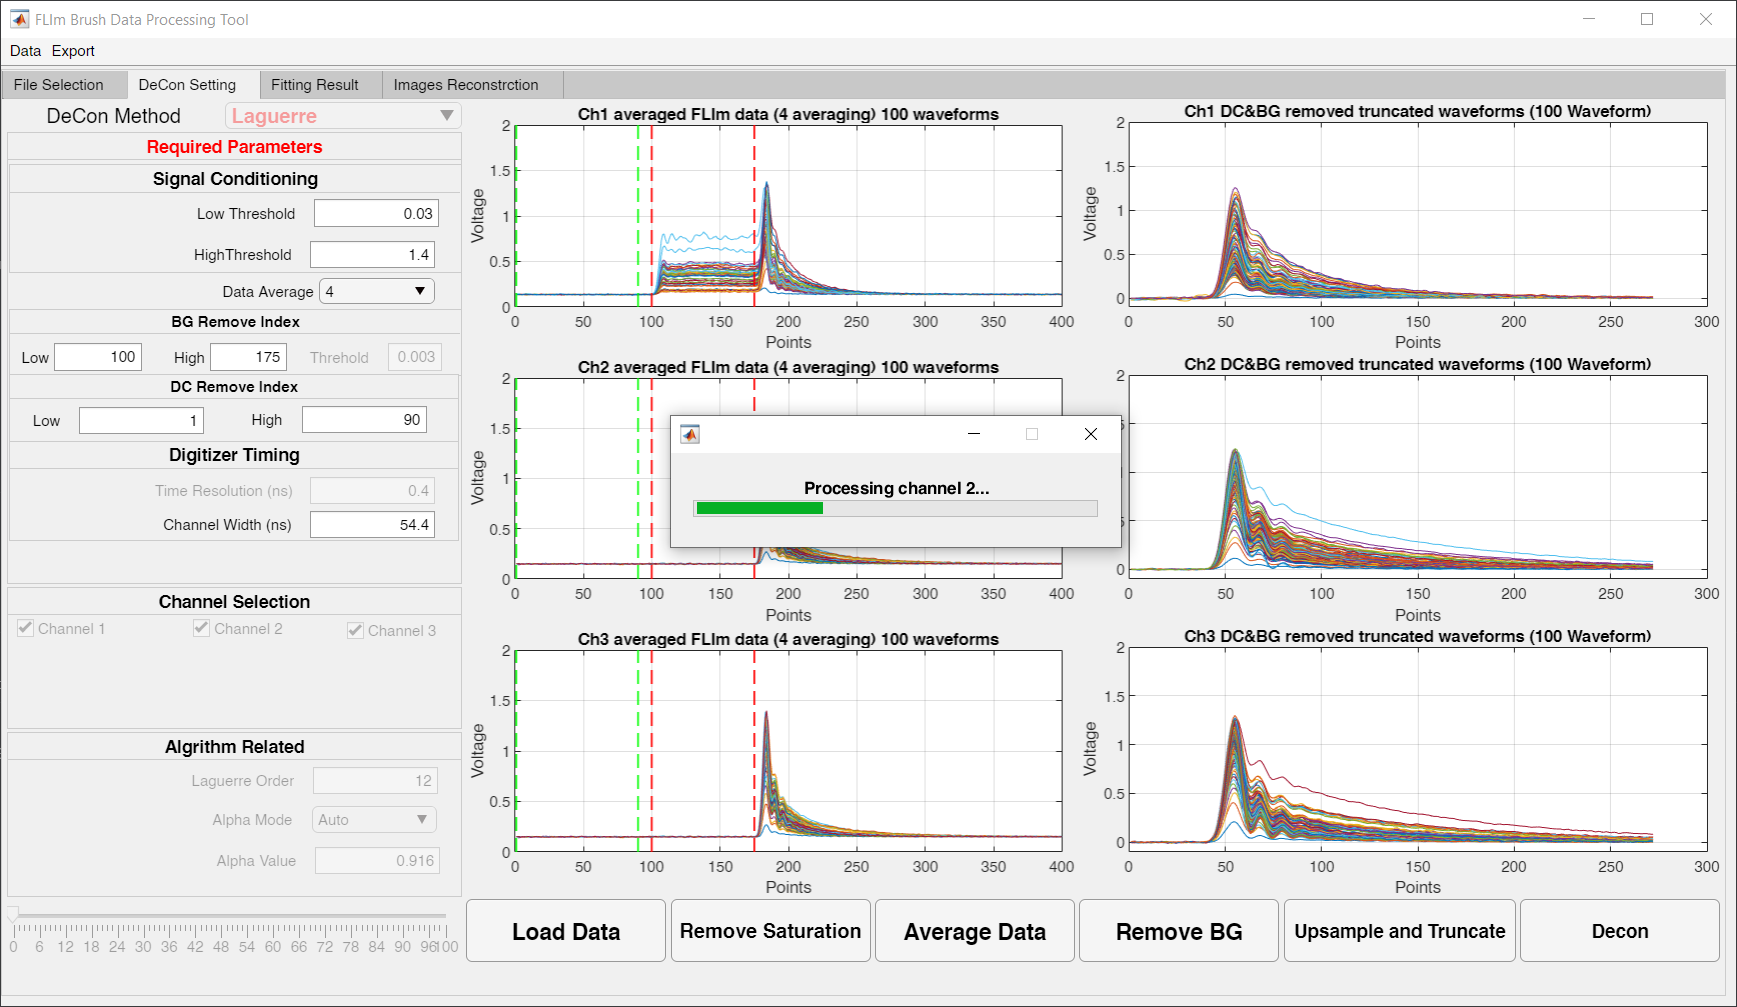 FLIm Brush Data Processing Tool
Data Export
File Selection DeCon Setting Fitting Result Images Reconstrction
DeCon Method Laguerre
Required Parameters
Signal Conditioning
Low Threshold 0.03
HighThreshold 1.4
Data Average 4
BG Remove Index
Low 100 High 175 Threhold 0.003
DC Remove Index
Low 1 High 90
Digitizer Timing
Time Resolution (ns) 0.4
Channel Width (ns) 54.4
Channel Selection
Channel 1 Channel 2 Channel 3
Algrithm Related
Laguerre Order 12
Alpha Mode Auto
Alpha Value 0.916
0 6 12 18 24 30 36 42 48 54 60 66 72 78 84 90 96 100
Ch1 averaged FLIm data (4 averaging) 100 waveforms
Voltage
2
1.5
1
0.5
0
0 50 100 150 200 250 300 350 400
Points
Ch1 DC&BG removed truncated waveforms (100 Waveform)
Voltage
2
1.5
1
0.5
0
0 50 100 150 200 250 300
Points
Ch2 averaged FLIm data (4 averaging) 100 waveforms
Voltage
2
1.5
1
0.5
0
0 50 100 150 200 250 300 350 400
Points
Ch2 DC&BG removed truncated waveforms (100 Waveform)
2
5
1
5
0
0 50 100 150 200 250 300
Points
Processing channel 2...
Ch3 averaged FLIm data (4 averaging) 100 waveforms
Voltage
2
1.5
1
0.5
0
0 50 100 150 200 250 300 350 400
Points
Ch3 DC&BG removed truncated waveforms (100 Waveform)
Voltage
2
1.5
1
0.5
0
0 50 100 150 200 250 300
Points
Load Data Remove Saturation Average Data Remove BG Upsample and Truncate Decon